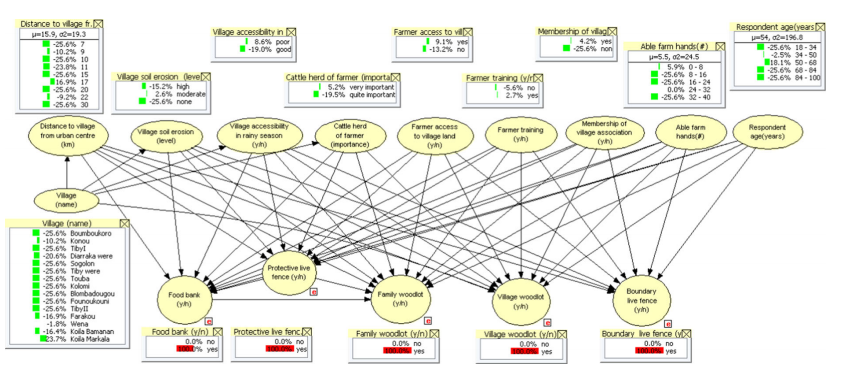 Distance to village fr.
μ=15.9, σ2=19.3
-25.6% 7
-10.2% 9
-25.6% 10
-23.8% 11
-25.6% 15
16.9% 17
-25.6% 20
-9.2% 22
-25.6% 30
Village soil erosion (leve
-15.2% high
2.6% moderate
-25.6% none
Village accessibility in
8.6% poor
-19.0% good
Cattle herd of farmer (importa
5.2% very important
-19.5% quite important
Farmer access to vill
9.1% yes
-13.2% no
Farmer training (y/r
-5.6% no
2.7% yes
Membership of villag
4.2% yes
-25.6% non
Able farm hands(#)
μ=5.5, σ2=24.5
5.9% 0 - 8
-25.6% 8 - 16
-25.6% 16 - 24
0.0% 24 - 32
-25.6% 32 - 40
Respondent age(years
μ=54, σ2=196.8
-25.6% 18 - 34
-2.5% 34 - 50
18.1% 50 - 68
-25.6% 68 - 84
-25.6% 84 - 100
Distance to village
from urban centre
(km)
Village soil erosion
(level)
Village accessibility
in rainy season
(y/n)
Cattle herd
of farmer
(importance)
Farmer access
to village land
(y/n)
Farmer training
(y/n)
Membership of
village association
(y/n)
Able farm
hands(#)
Respondent
age(years)
Village
(name)
Village (name)
-25.6% Boumboukoro
-10.2% Konou
-25.6% TibyI
-20.6% Diarraka were
-25.6% Sogolon
-25.6% Tiby were
-25.6% Touba
-25.6% Kolomi
-25.6% Blombadougou
-25.6% Founoukouni
-25.6% TibyII
-16.9% Farakou
-1.8% Wena
-16.4% Koila Bamanan
23.7% Koila Markala
Food bank
(y/n)
Protective live
fence (y/n)
Family woodlot
(y/n)
Village woodlot
(y/n)
Boundary
live fence
(y/n)
e
e
e
e
e
Food bank (y/n)
0.0% no
100.0% yes
Protective live fenc.
0.0% no
100.0% yes
Family woodlot (y/n)
0.0% no
100.0% yes
Village woodlot (y/n)
0.0% no
100.0% yes
Boundary live fence (y
0.0% no
100.0% yes